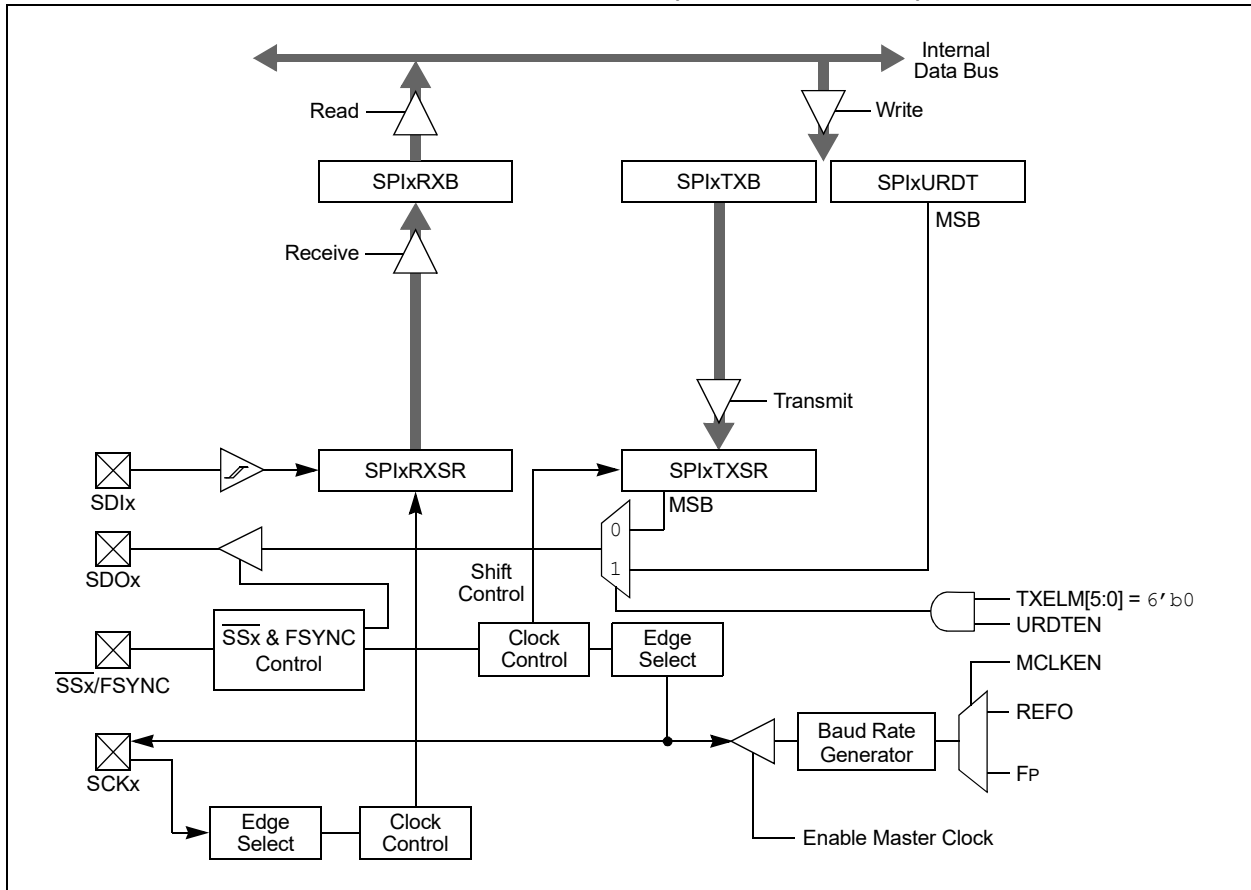 Internal
Data Bus
Read
Write
SPIxRXB
SPIxTXB
SPIxURDT
MSB
Receive
Transmit
SDIx
SPIxRXSR
SPIxTXSR
MSB
0
SDOx
1
Shift
Control
TXELM[5:0] = 6’b0
URDTEN
SSx & FSYNC
Control
Clock
Control
Edge
Select
SSx/FSYNC
MCLKEN
REFO
Baud Rate
Generator
FP
SCKx
Edge
Select
Clock
Control
Enable Master Clock